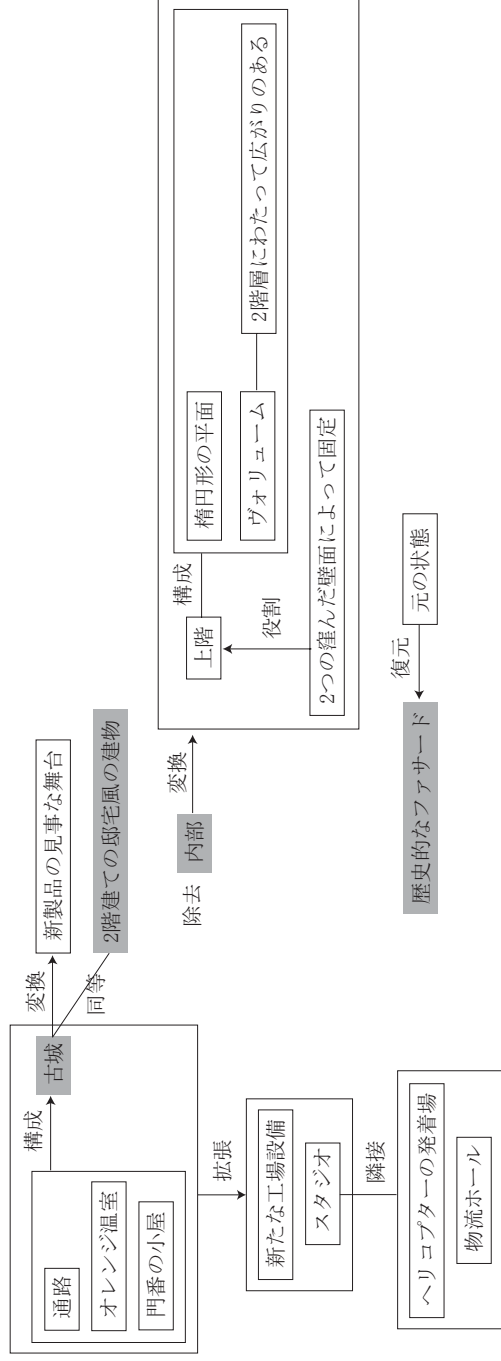 通路
オレンジ温室
門番の小屋
構成
古城
変換
新製品の見事な舞台
同等
2階建ての邸宅風の建物
拡張
新たな工場設備
スタジオ
隣接
ヘリコプターの発着場
物流ホール
除去
内部
変換
上階
構成
楕円形の平面
ヴォリューム
2階層にわたって広がりのある
役割
2つの窪んだ壁面によって固定
歴史的なファサード
復元
元の状態